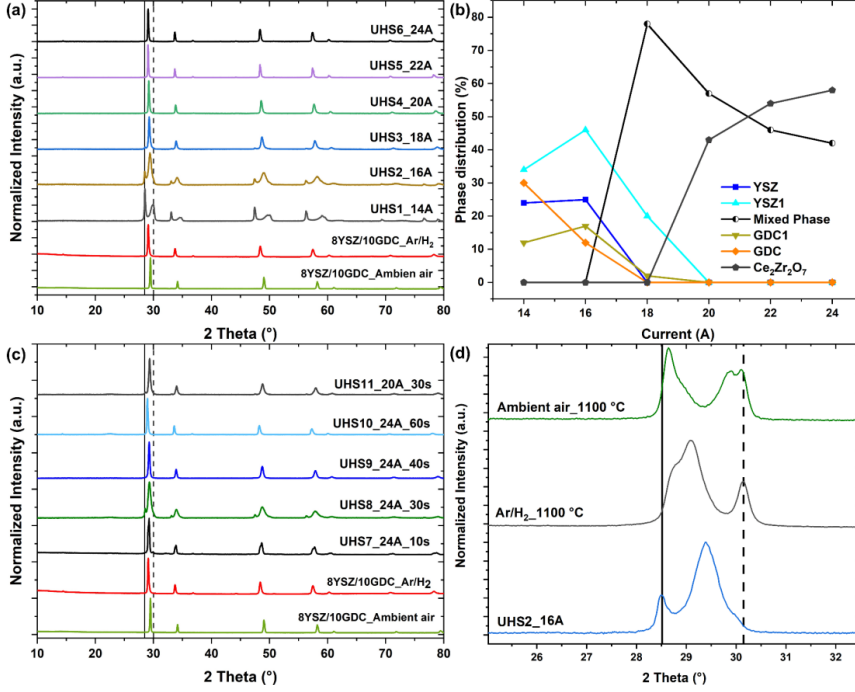 (a)
Normalized Intensity (a.u.)
UHS6_24A
UHS5_22A
UHS4_20A
UHS3_18A
UHS2_16A
UHS1_14A
8YSZ/10GDC_Ar/H₂
8YSZ/10GDC_Ambien air
10 20 30 40 50 60 70 80
2 Theta (°)
(b)
Phase distribution (%)
80
70
60
50
40
30
20
10
0
YSZ
YSZ1
Mixed Phase
GDC1
GDC
Ce₂Zr₂O₇
14 16 18 20 22 24
Current (A)
(c)
Normalized Intensity (a.u.)
UHS11_20A_30s
UHS10_24A_60s
UHS9_24A_40s
UHS8_24A_30s
UHS7_24A_10s
8YSZ/10GDC_Ar/H₂
8YSZ/10GDC_Ambient air
10 20 30 40 50 60 70 80
2 Theta (°)
(d)
Normalized Intensity (a.u.)
Ambient air_1100 °C
Ar/H₂_1100 °C
UHS2_16A
26 27 28 29 30 31 32
2 Theta (°)